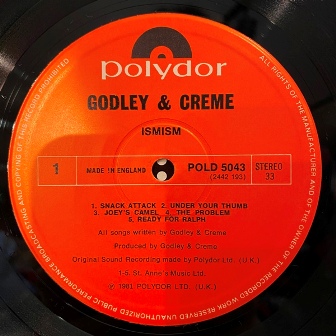 polydor
GODLEY & CREME
ISMISM
1 MADE IN ENGLAND POLD 5043 STEREO
(2442 193) 33
1. SNACK ATTACK 2. UNDER YOUR THUMB
3. JOEY'S CAMEL 4. THE PROBLEM
5. READY FOR RALPH
All songs written by Godley & Creme
Produced by Godley & Creme
Original Sound Recording made by Polydor Ltd. (U.K.)
1-5. St. Anne's Music Ltd.
℗ 1981 POLYDOR LTD. (U.K.)
ALL RIGHTS OF THE MANUFACTURER AND OF THE OWNER OF THE RECORDED WORK RESERVED UNAUTHORISED PUBLIC PERFORMANCE BROADCASTING AND COPYING OF THIS RECORD PROHIBITED